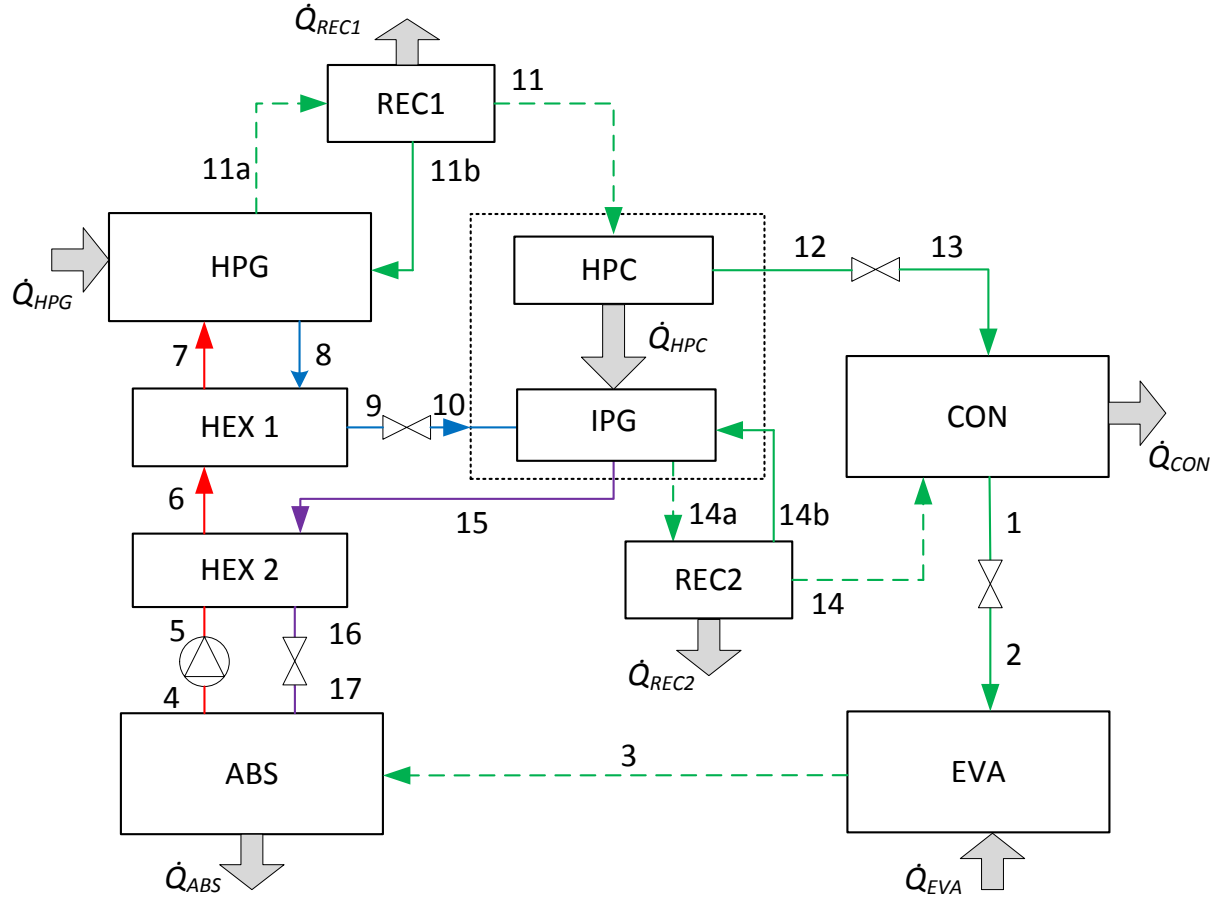 Q̇REC1
REC1
11
11a
11b
HPG
Q̇HPG
HPC
12
13
Q̇HPC
7
8
HEX 1
9
10
IPG
CON
Q̇CON
6
15
14a
14b
1
HEX 2
REC2
14
5
16
2
4
17
Q̇REC2
3
ABS
EVA
Q̇ABS
Q̇EVA